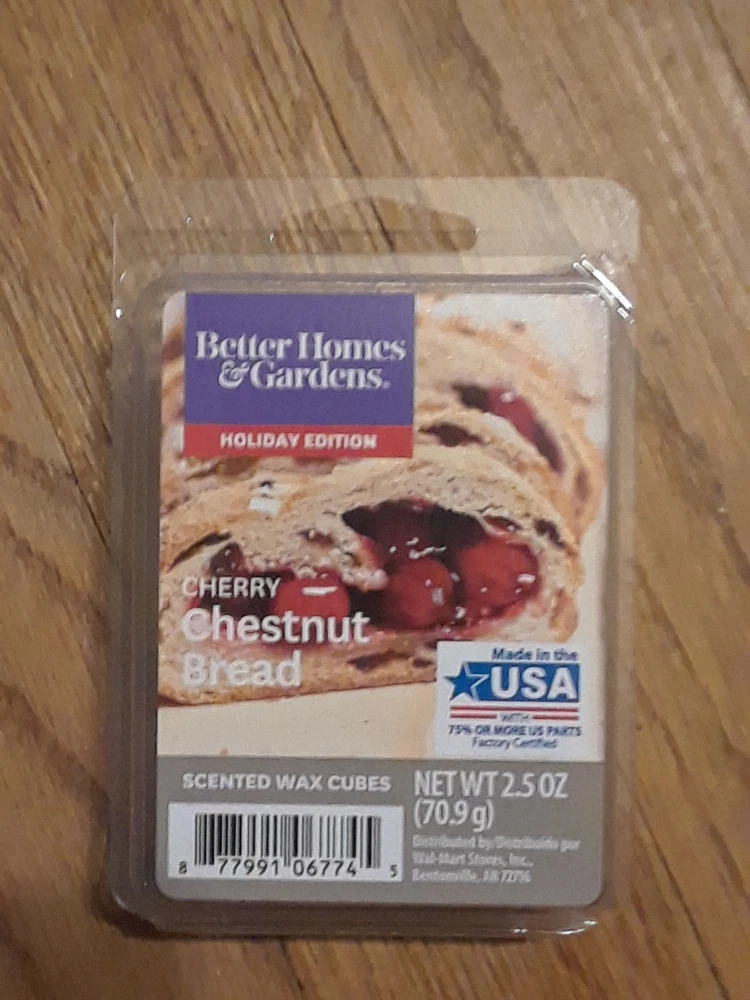 Better Homes
& Gardens®
HOLIDAY EDITION
CHERRY
Chestnut
Bread
Made in the
USA
WITH
75% OR MORE US PARTS
Factory Certified
SCENTED WAX CUBES
NET WT 2.5 OZ
(70.9 g)
8 77991 06774 5
Distributed by/Distribuido por
Wal-Mart Stores, Inc.,
Bentonville, AR 72716